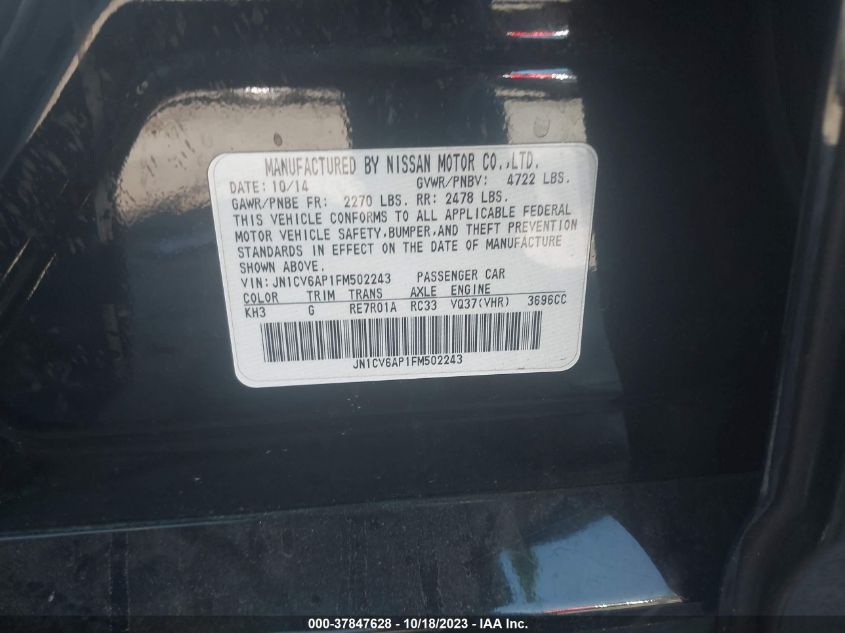 MANUFACTURED BY NISSAN MOTOR CO.,LTD.
DATE: 10/14 GVWR/PNBV: 4722 LBS.
GAWR/PNBE FR: 2270 LBS. RR: 2478 LBS.
THIS VEHICLE CONFORMS TO ALL APPLICABLE FEDERAL
MOTOR VEHICLE SAFETY,BUMPER,AND THEFT PREVENTION
STANDARDS IN EFFECT ON THE DATE OF MANUFACTURE
SHOWN ABOVE.
VIN: JN1CV6AP1FM502243 PASSENGER CAR
COLOR TRIM TRANS AXLE ENGINE
KH3 G RE7R01A RC33 VQ37(VHR) 3696CC
JN1CV6AP1FM502243
000-37847628 - 10/18/2023 - IAAI.com